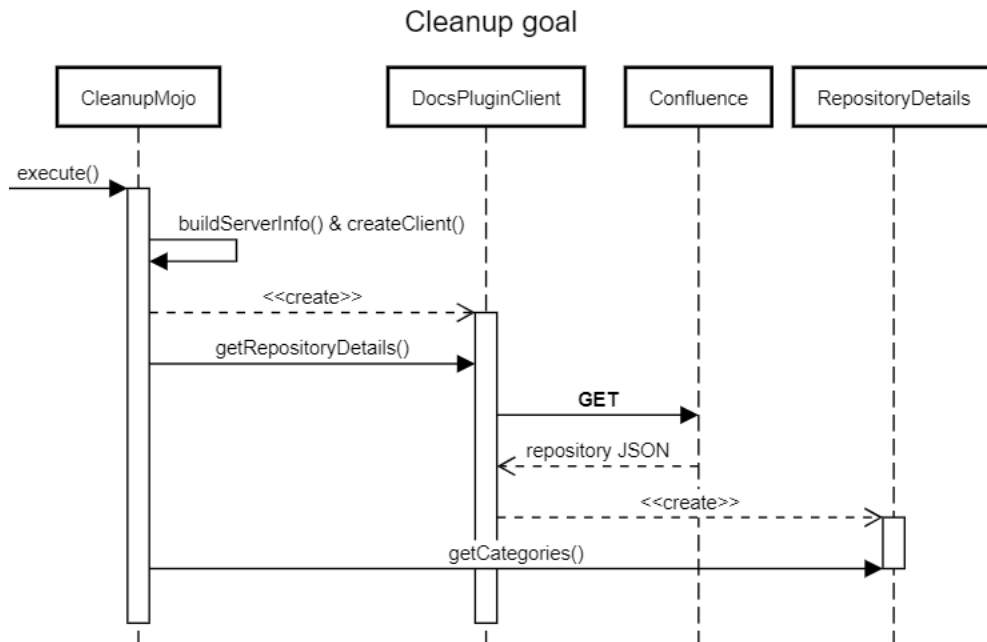 Cleanup goal
CleanupMojo
DocsPluginClient
Confluence
RepositoryDetails
execute()
buildServerInfo() & createClient()
<<create>>
getRepositoryDetails()
GET
repository JSON
<<create>>
getCategories()